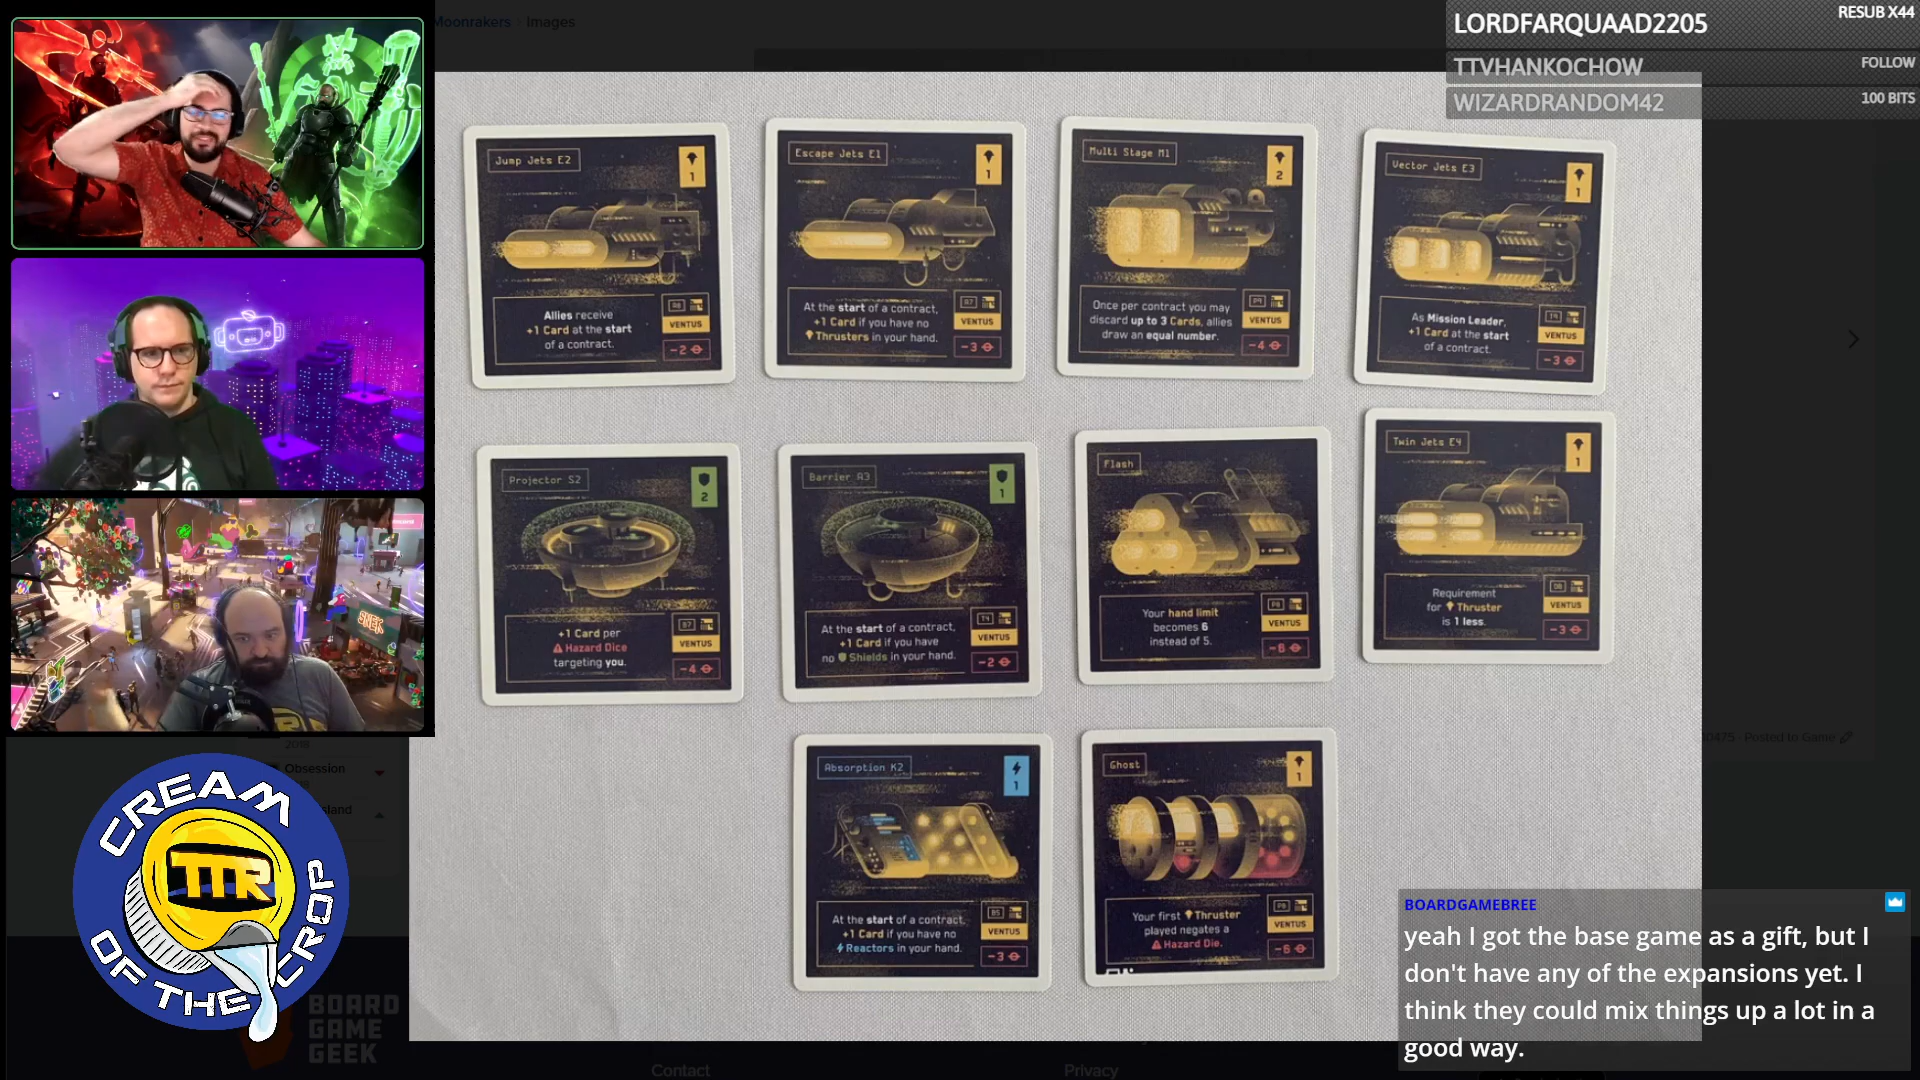 Moonrakers › Images
LORDFARQUAAD2205 RESUB X44
TTVHANKOCHOW FOLLOW
WIZARDRANDOM42 100 BITS
Jump Jets E2
1
Allies receive
+1 Card at the start
of a contract.
VENTUS
-2
Escape Jets E1
1
At the start of a contract,
+1 Card if you have no
Thrusters in your hand.
VENTUS
-3
Multi Stage M1
2
Once per contract you may
discard up to 3 Cards, allies
draw an equal number.
VENTUS
-4
Vector Jets E3
1
As Mission Leader,
+1 Card at the start
of a contract.
VENTUS
-3
Projector S2
2
+1 Card per
Hazard Dice
targeting you.
VENTUS
-4
Barrier A3
1
At the start of a contract,
+1 Card if you have
no Shields in your hand.
VENTUS
-2
Flash
Your hand limit
becomes 6
instead of 5.
VENTUS
-6
Twin Jets E4
1
Requirement
for Thruster
is 1 less.
VENTUS
-3
Absorption K2
1
At the start of a contract,
+1 Card if you have no
Reactors in your hand.
VENTUS
-3
Ghost
1
Your first Thruster
played negates a
Hazard Die.
VENTUS
-6
SNEK
2018
Obsession
CREAM
TTR
OF THE CROP
BOARD
GAME
GEEK
Posted to Game
BOARDGAMEBREE
yeah I got the base game as a gift, but I
don't have any of the expansions yet. I
think they could mix things up a lot in a
good way.
Contact
Privacy